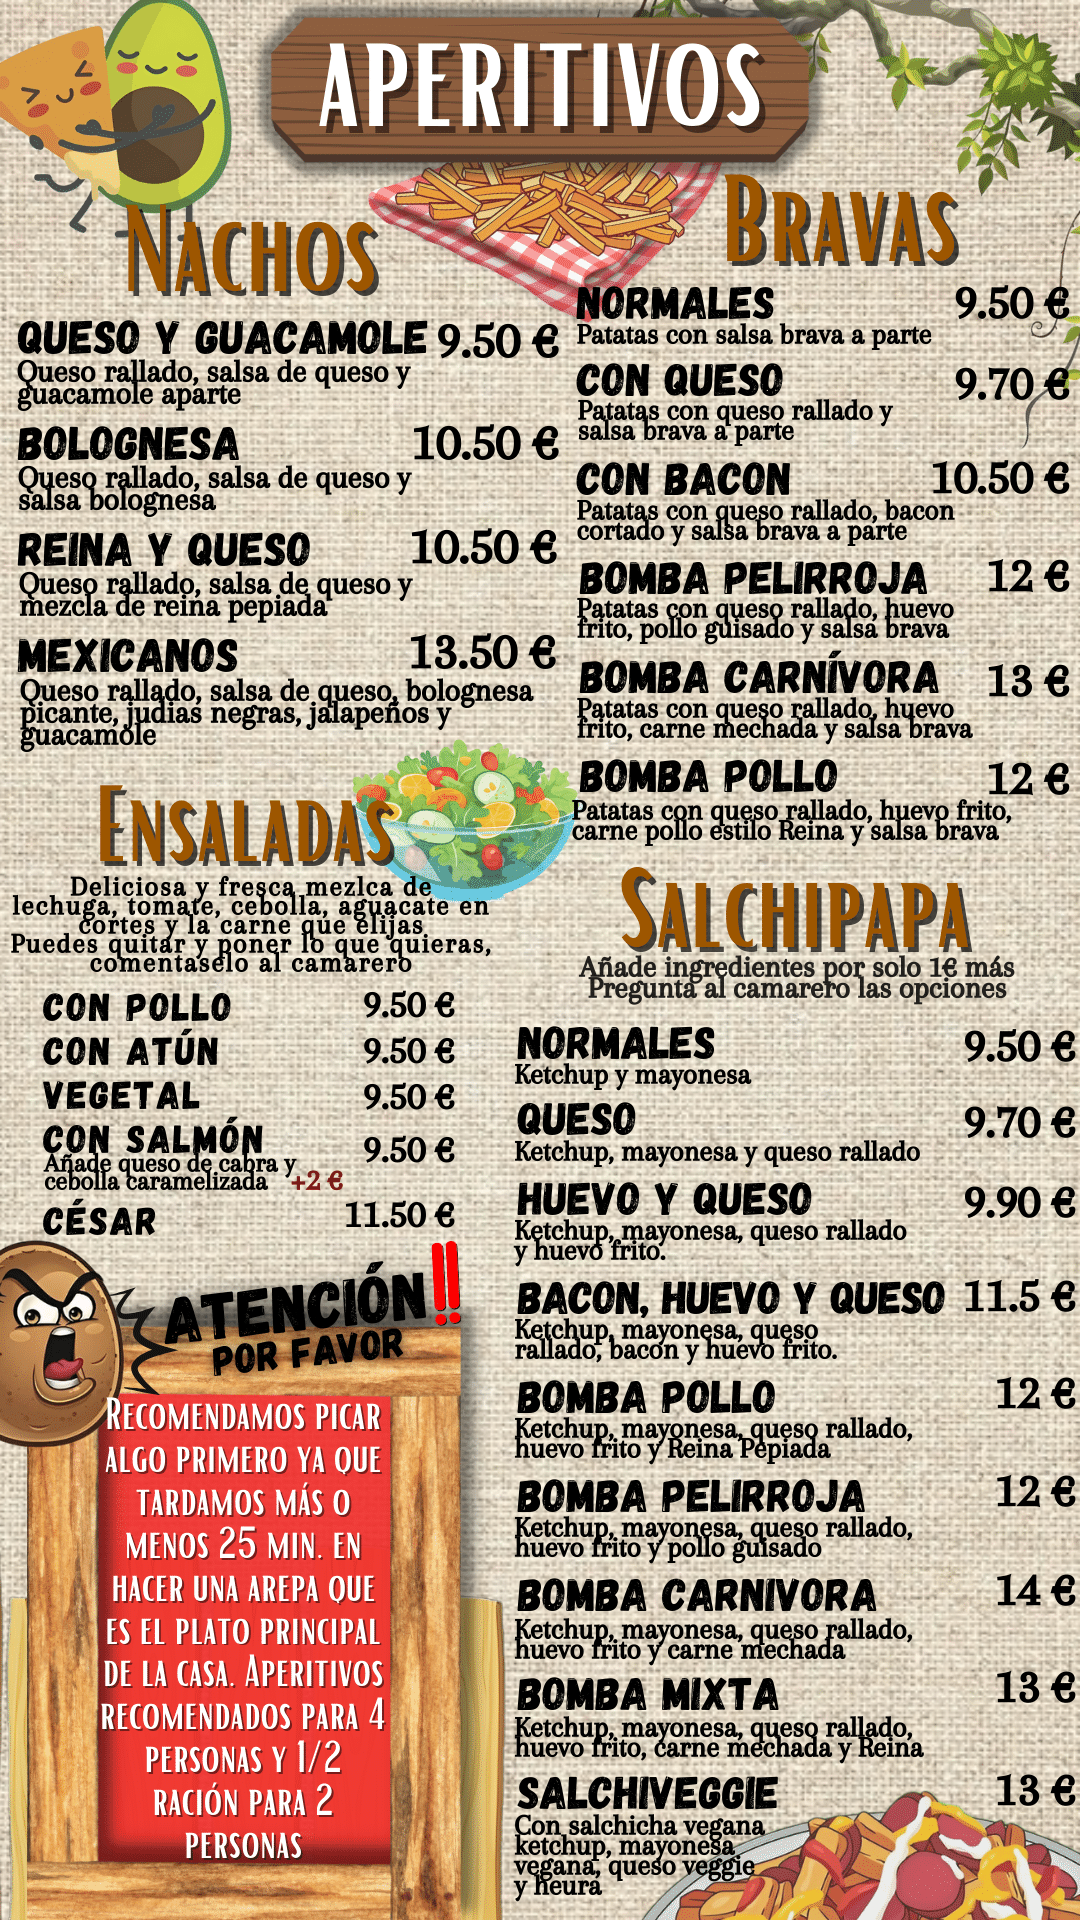 APERITIVOS
NACHOS
QUESO Y GUACAMOLE 9.50 €
Queso rallado, salsa de queso y
guacamole aparte
BOLOGNESA 10.50 €
Queso rallado, salsa de queso y
salsa bolognesa
REINA Y QUESO 10.50 €
Queso rallado, salsa de queso y
mezcla de reina pepiada
MEXICANOS 13.50 €
Queso rallado, salsa de queso, bolognesa
picante, judias negras, jalapeños y
guacamole
BRAVAS
NORMALES 9.50 €
Patatas con salsa brava a parte
CON QUESO 9.70 €
Patatas con queso rallado y
salsa brava a parte
CON BACON 10.50 €
Patatas con queso rallado, bacon
cortado y salsa brava a parte
BOMBA PELIRROJA 12 €
Patatas con queso rallado, huevo
frito, pollo guisado y salsa brava
BOMBA CARNÍVORA 13 €
Patatas con queso rallado, huevo
frito, carne mechada y salsa brava
BOMBA POLLO 12 €
Patatas con queso rallado, huevo frito,
carne pollo estilo Reina y salsa brava
ENSALADAS
Deliciosa y fresca mezlca de
lechuga, tomate, cebolla, aguacate en
cortes y la carne que elijas
Puedes quitar y poner lo que quieras,
comentaselo al camarero
CON POLLO 9.50 €
CON ATÚN 9.50 €
VEGETAL 9.50 €
CON SALMÓN 9.50 €
Añade queso de cabra y
cebolla caramelizada +2 €
CÉSAR 11.50 €
ATENCIÓN!!
POR FAVOR
RECOMENDAMOS PICAR
ALGO PRIMERO YA QUE
TARDAMOS MÁS O
MENOS 25 MIN. EN
HACER UNA AREPA QUE
ES EL PLATO PRINCIPAL
DE LA CASA. APERITIVOS
RECOMENDADOS PARA 4
PERSONAS Y 1/2
RACIÓN PARA 2
PERSONAS
SALCHIPAPA
Añade ingredientes por solo 1€ más
Pregunta al camarero las opciones
NORMALES 9.50 €
Ketchup y mayonesa
QUESO 9.70 €
Ketchup, mayonesa y queso rallado
HUEVO Y QUESO 9.90 €
Ketchup, mayonesa, queso rallado
y huevo frito.
BACON, HUEVO Y QUESO 11.5 €
Ketchup, mayonesa, queso
rallado, bacon y huevo frito.
BOMBA POLLO 12 €
Ketchup, mayonesa, queso rallado,
huevo frito y Reina Pepiada
BOMBA PELIRROJA 12 €
Ketchup, mayonesa, queso rallado,
huevo frito y pollo guisado
BOMBA CARNIVORA 14 €
Ketchup, mayonesa, queso rallado,
huevo frito y carne mechada
BOMBA MIXTA 13 €
Ketchup, mayonesa, queso rallado,
huevo frito, carne mechada y Reina
SALCHIVEGGIE 13 €
Con salchicha vegana
ketchup, mayonesa
vegana, queso veggie
y heura